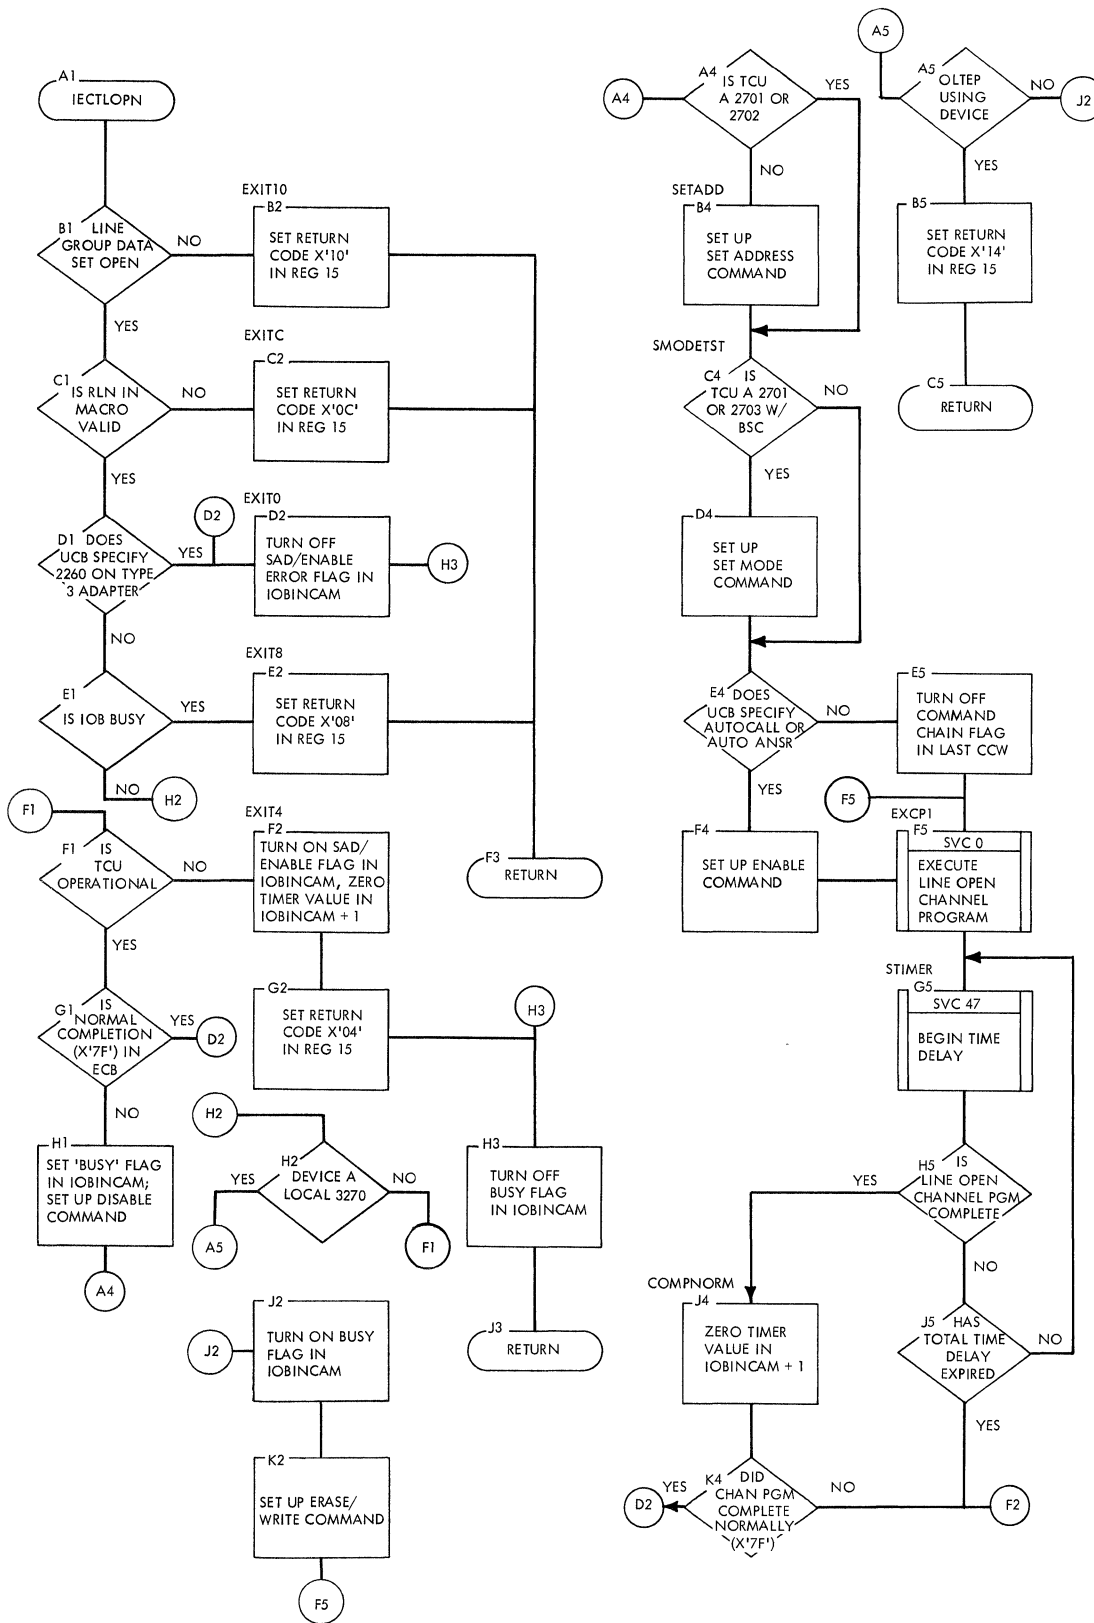 A1
IECTLOPN
B1 LINE
GROUP DATA
SET OPEN
NO
YES
EXIT10
B2
SET RETURN
CODE X'10'
IN REG 15
C1
IS RLN IN
MACRO
VALID
NO
YES
EXITC
C2
SET RETURN
CODE X'0C'
IN REG 15
D1 DOES
UCB SPECIFY
2260 ON TYPE
3 ADAPTER
YES
NO
D2
EXIT0
D2
TURN OFF
SAD/ENABLE
ERROR FLAG IN
IOBINCAM
H3
E1
IS IOB BUSY
YES
NO
H2
EXIT8
E2
SET RETURN
CODE X'08'
IN REG 15
F1
F1 IS
TCU
OPERATIONAL
NO
YES
EXIT4
F2
TURN ON SAD/
ENABLE FLAG IN
IOBINCAM, ZERO
TIMER VALUE IN
IOBINCAM + 1
F3
RETURN
G1 IS
NORMAL
COMPLETION
(X'7F') IN
ECB
YES
D2
NO
G2
SET RETURN
CODE X'04'
IN REG 15
H3
H1
SET 'BUSY' FLAG
IN IOBINCAM;
SET UP DISABLE
COMMAND
A4
H2
H2
DEVICE A
LOCAL 3270
YES
NO
A5
F1
H3
TURN OFF
BUSY FLAG
IN IOBINCAM
J3
RETURN
J2
J2
TURN ON BUSY
FLAG IN
IOBINCAM
K2
SET UP ERASE/
WRITE COMMAND
F5
A4
A4
IS TCU
A 2701 OR
2702
YES
NO
SETADD
B4
SET UP
SET ADDRESS
COMMAND
SMODETST
C4 IS
TCU A 2701
OR 2703 W/
BSC
NO
YES
D4
SET UP
SET MODE
COMMAND
E4 DOES
UCB SPECIFY
AUTOCALL OR
AUTO ANSR
NO
YES
F4
SET UP ENABLE
COMMAND
A5
A5
OLTEP
USING
DEVICE
NO
J2
YES
B5
SET RETURN
CODE X'14'
IN REG 15
C5
RETURN
E5
TURN OFF
COMMAND
CHAIN FLAG
IN LAST CCW
F5
EXCP1
F5
SVC 0
EXECUTE
LINE OPEN
CHANNEL
PROGRAM
STIMER
G5
SVC 47
BEGIN TIME
DELAY
H5 IS
LINE OPEN
CHANNEL PGM
COMPLETE
YES
NO
COMPNORM
J4
ZERO TIMER
VALUE IN
IOBINCAM + 1
J5 HAS
TOTAL TIME
DELAY
EXPIRED
NO
YES
K4 DID
CHAN PGM
COMPLETE
NORMALLY
(X'7F')
YES
D2
NO
F2